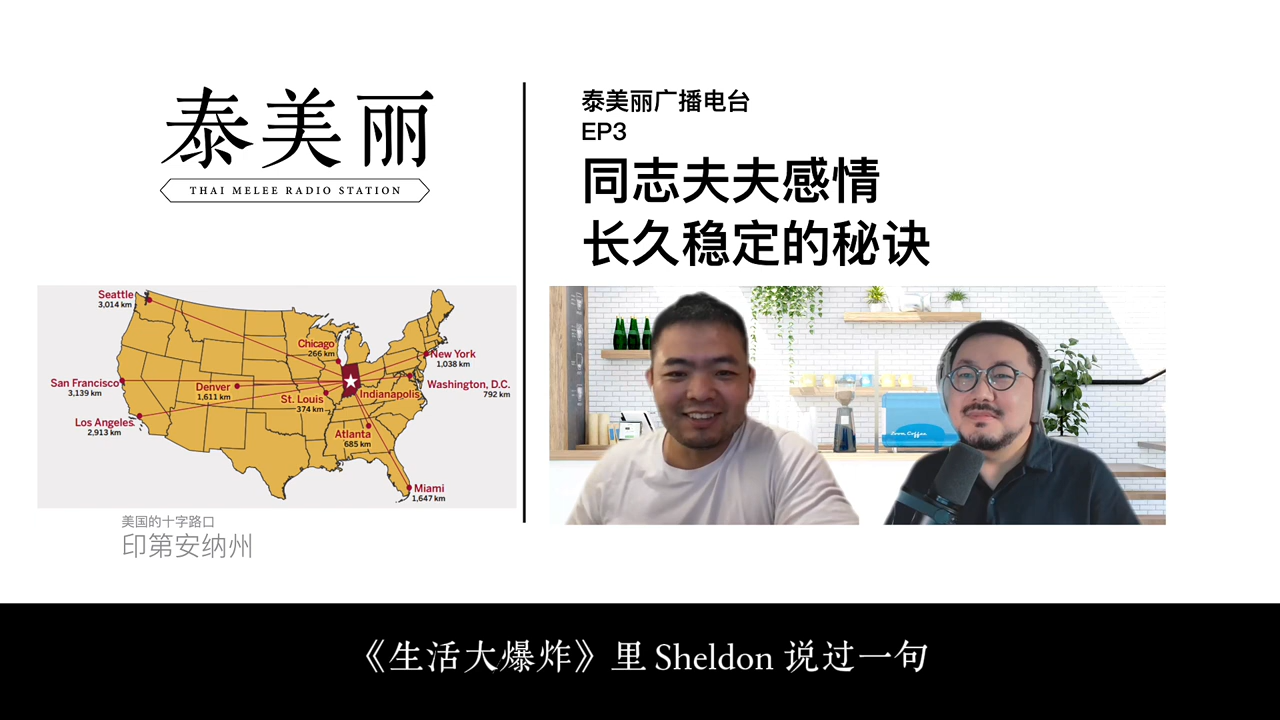 泰美丽
THAI MELEE RADIO STATION
泰美丽广播电台
EP3
同志夫夫感情
长久稳定的秘诀
Seattle
3,014 km
Chicago
266 km
New York
1,038 km
San Francisco
3,139 km
Denver
1,611 km
St. Louis
374 km
Indianapolis
Washington, D.C.
792 km
Los Angeles
2,913 km
Atlanta
685 km
Miami
1,647 km
美国的十字路口
印第安纳州
Zoom Coffee
《生活大爆炸》里 Sheldon 说过一句